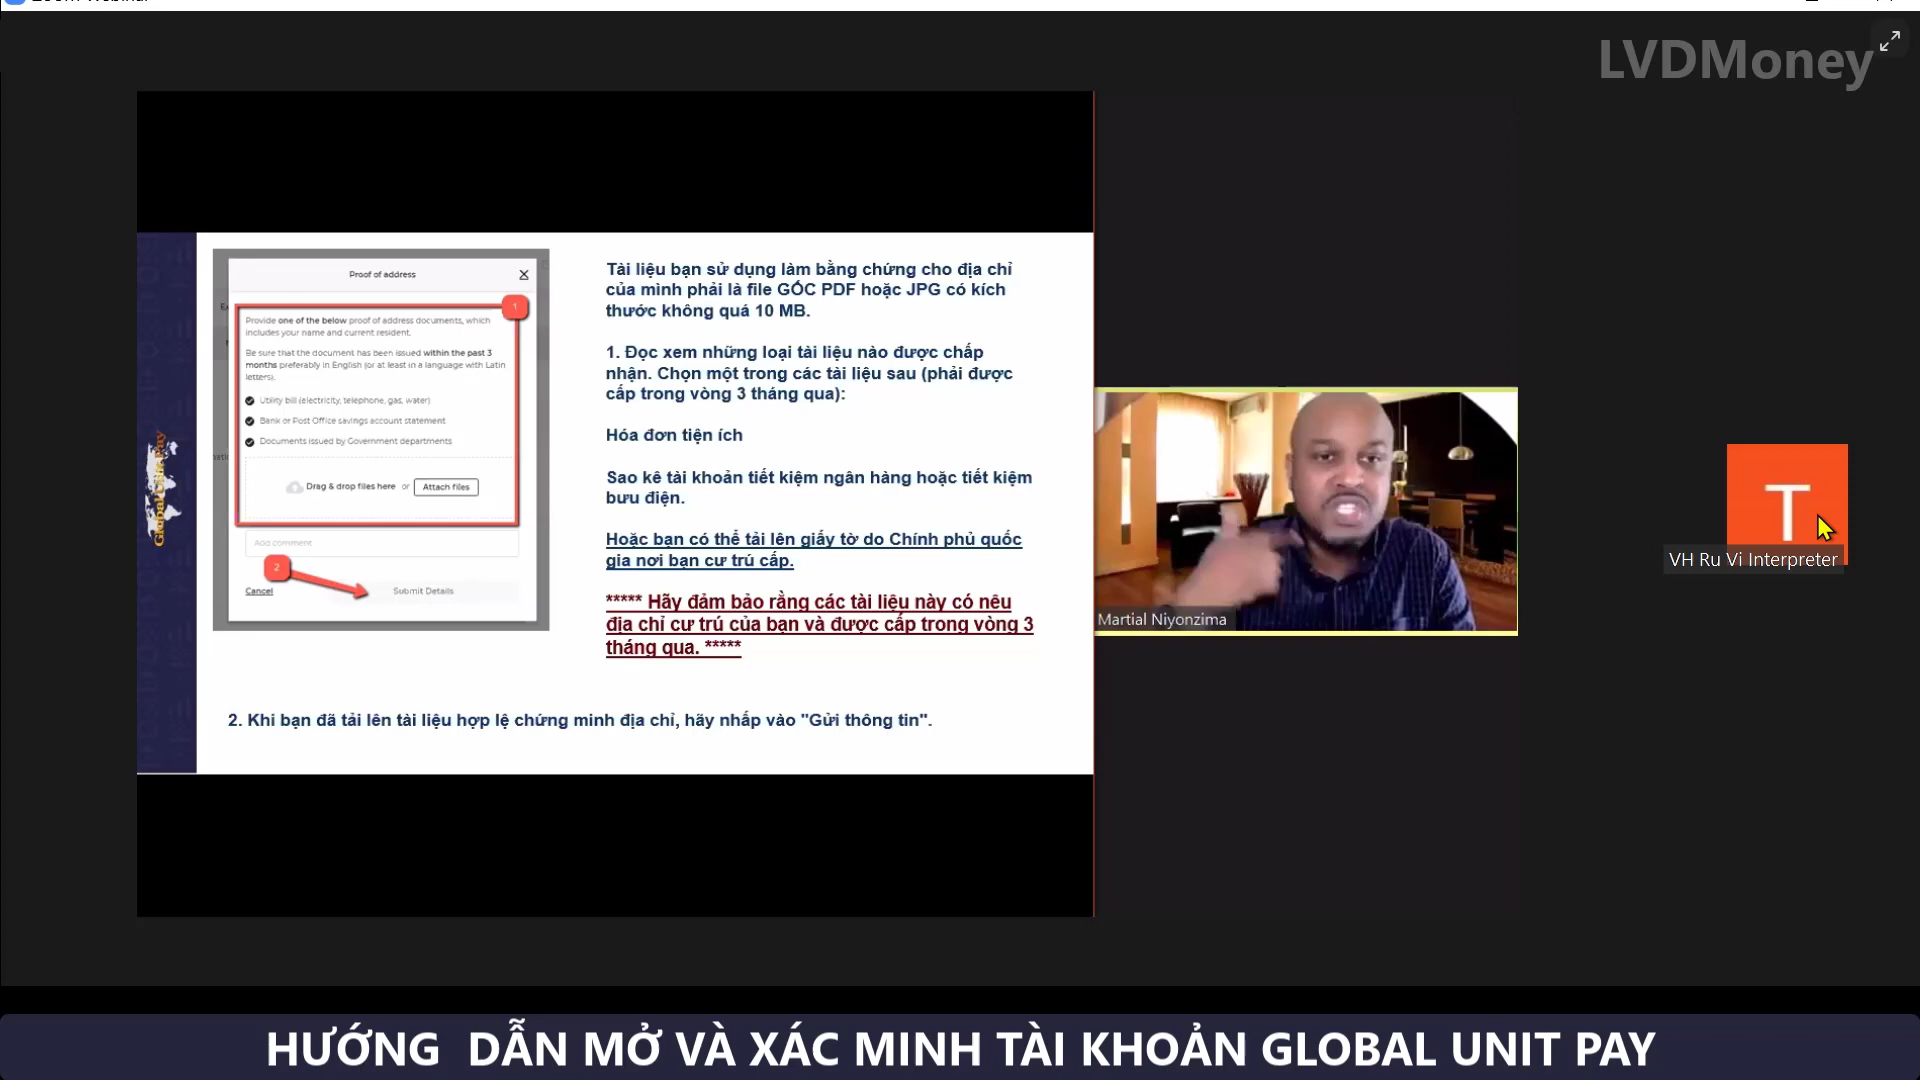 LVDMoney
Proof of address
X
1
Provide one of the below proof of address documents, which
includes your name and current resident.
Be sure that the document has been issued within the past 3
months preferably in English (or at least in a language with Latin
letters).
Utility bill (electricity, telephone, gas, water)
Bank or Post Office savings account statement
Documents issued by Government departments
Drag & drop files here or Attach files
Add comment
2
Cancel
Submit Details
Global Unit Pay
Tài liệu bạn sử dụng làm bằng chứng cho địa chỉ
của mình phải là file GỐC PDF hoặc JPG có kích
thước không quá 10 MB.
1. Đọc xem những loại tài liệu nào được chấp
nhận. Chọn một trong các tài liệu sau (phải được
cấp trong vòng 3 tháng qua):
Hóa đơn tiện ích
Sao kê tài khoản tiết kiệm ngân hàng hoặc tiết kiệm
bưu điện.
Hoặc bạn có thể tải lên giấy tờ do Chính phủ quốc
gia nơi bạn cư trú cấp.
***** Hãy đảm bảo rằng các tài liệu này có nêu
địa chỉ cư trú của bạn và được cấp trong vòng 3
tháng qua. *****
2. Khi bạn đã tải lên tài liệu hợp lệ chứng minh địa chỉ, hãy nhấp vào "Gửi thông tin".
Martial Niyonzima
T
VH Ru Vi Interpreter
HƯỚNG DẪN MỞ VÀ XÁC MINH TÀI KHOẢN GLOBAL UNIT PAY